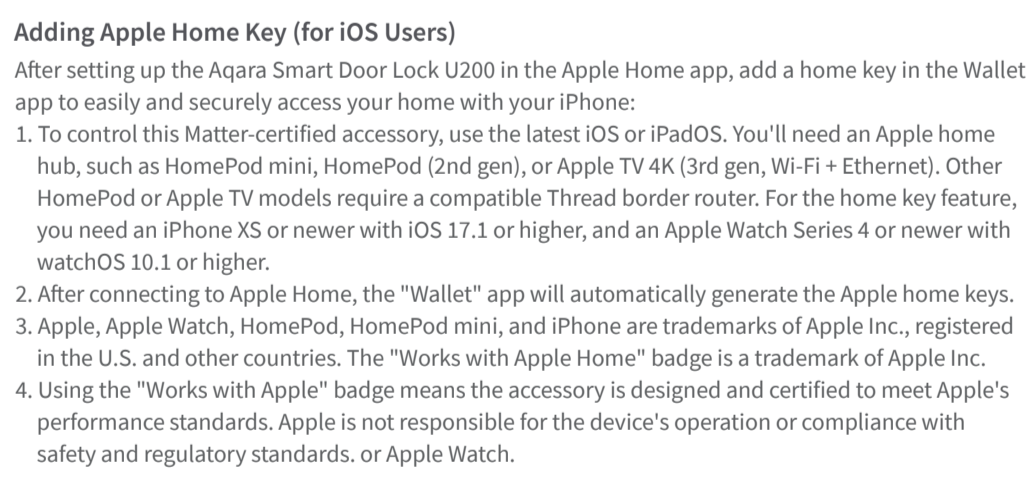 Adding Apple Home Key (for iOS Users)
After setting up the Aqara Smart Door Lock U200 in the Apple Home app, add a home key in the Wallet
app to easily and securely access your home with your iPhone:
1. To control this Matter-certified accessory, use the latest iOS or iPadOS. You'll need an Apple home
hub, such as HomePod mini, HomePod (2nd gen), or Apple TV 4K (3rd gen, Wi-Fi + Ethernet). Other
HomePod or Apple TV models require a compatible Thread border router. For the home key feature,
you need an iPhone XS or newer with iOS 17.1 or higher, and an Apple Watch Series 4 or newer with
watchOS 10.1 or higher.
2. After connecting to Apple Home, the "Wallet" app will automatically generate the Apple home keys.
3. Apple, Apple Watch, HomePod, HomePod mini, and iPhone are trademarks of Apple Inc., registered
in the U.S. and other countries. The "Works with Apple Home" badge is a trademark of Apple Inc.
4. Using the "Works with Apple" badge means the accessory is designed and certified to meet Apple's
performance standards. Apple is not responsible for the device's operation or compliance with
safety and regulatory standards. or Apple Watch.